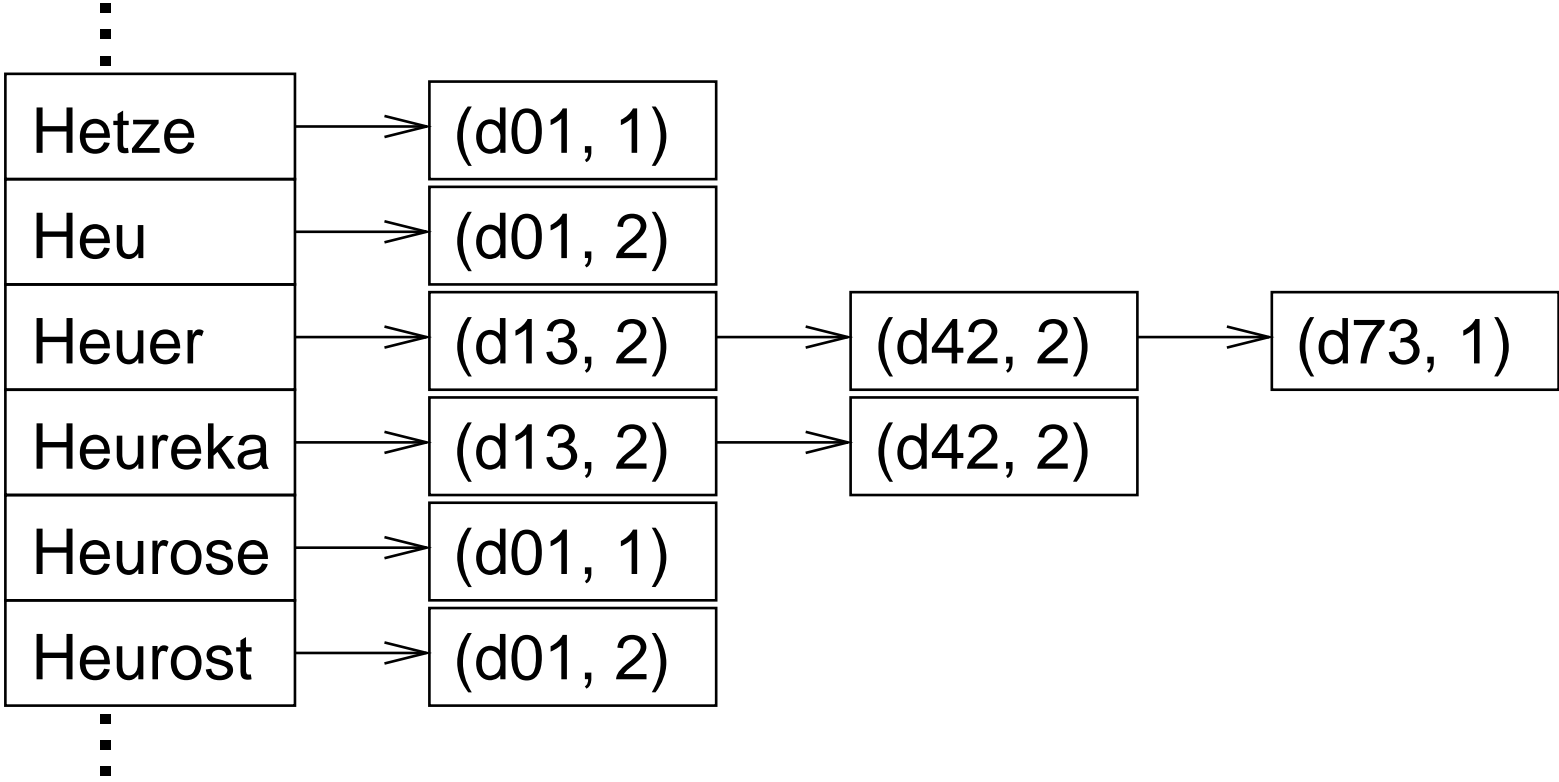 Hetze (d01, 1)
Heu (d01, 2)
Heuer (d13, 2) (d42, 2) (d73, 1)
Heureka (d13, 2) (d42, 2)
Heurose (d01, 1)
Heurost (d01, 2)